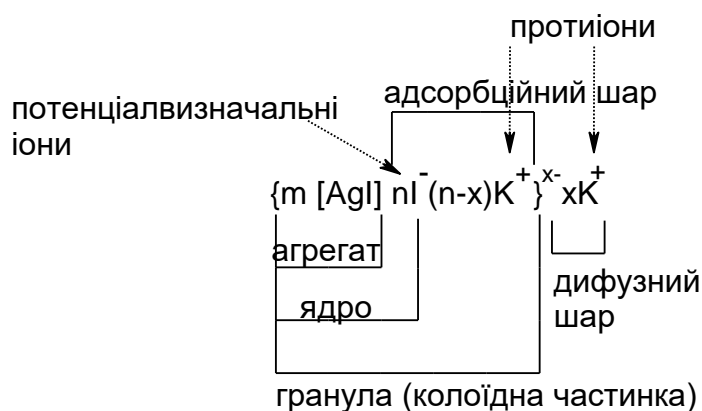 протиіони
адсорбційний шар
потенціалвизначальні
іони
{m [AgI] nI⁻(n-x)K⁺}ˣ⁻ xK⁺
агрегат
ядро
дифузний
шар
гранула (колоїдна частинка)